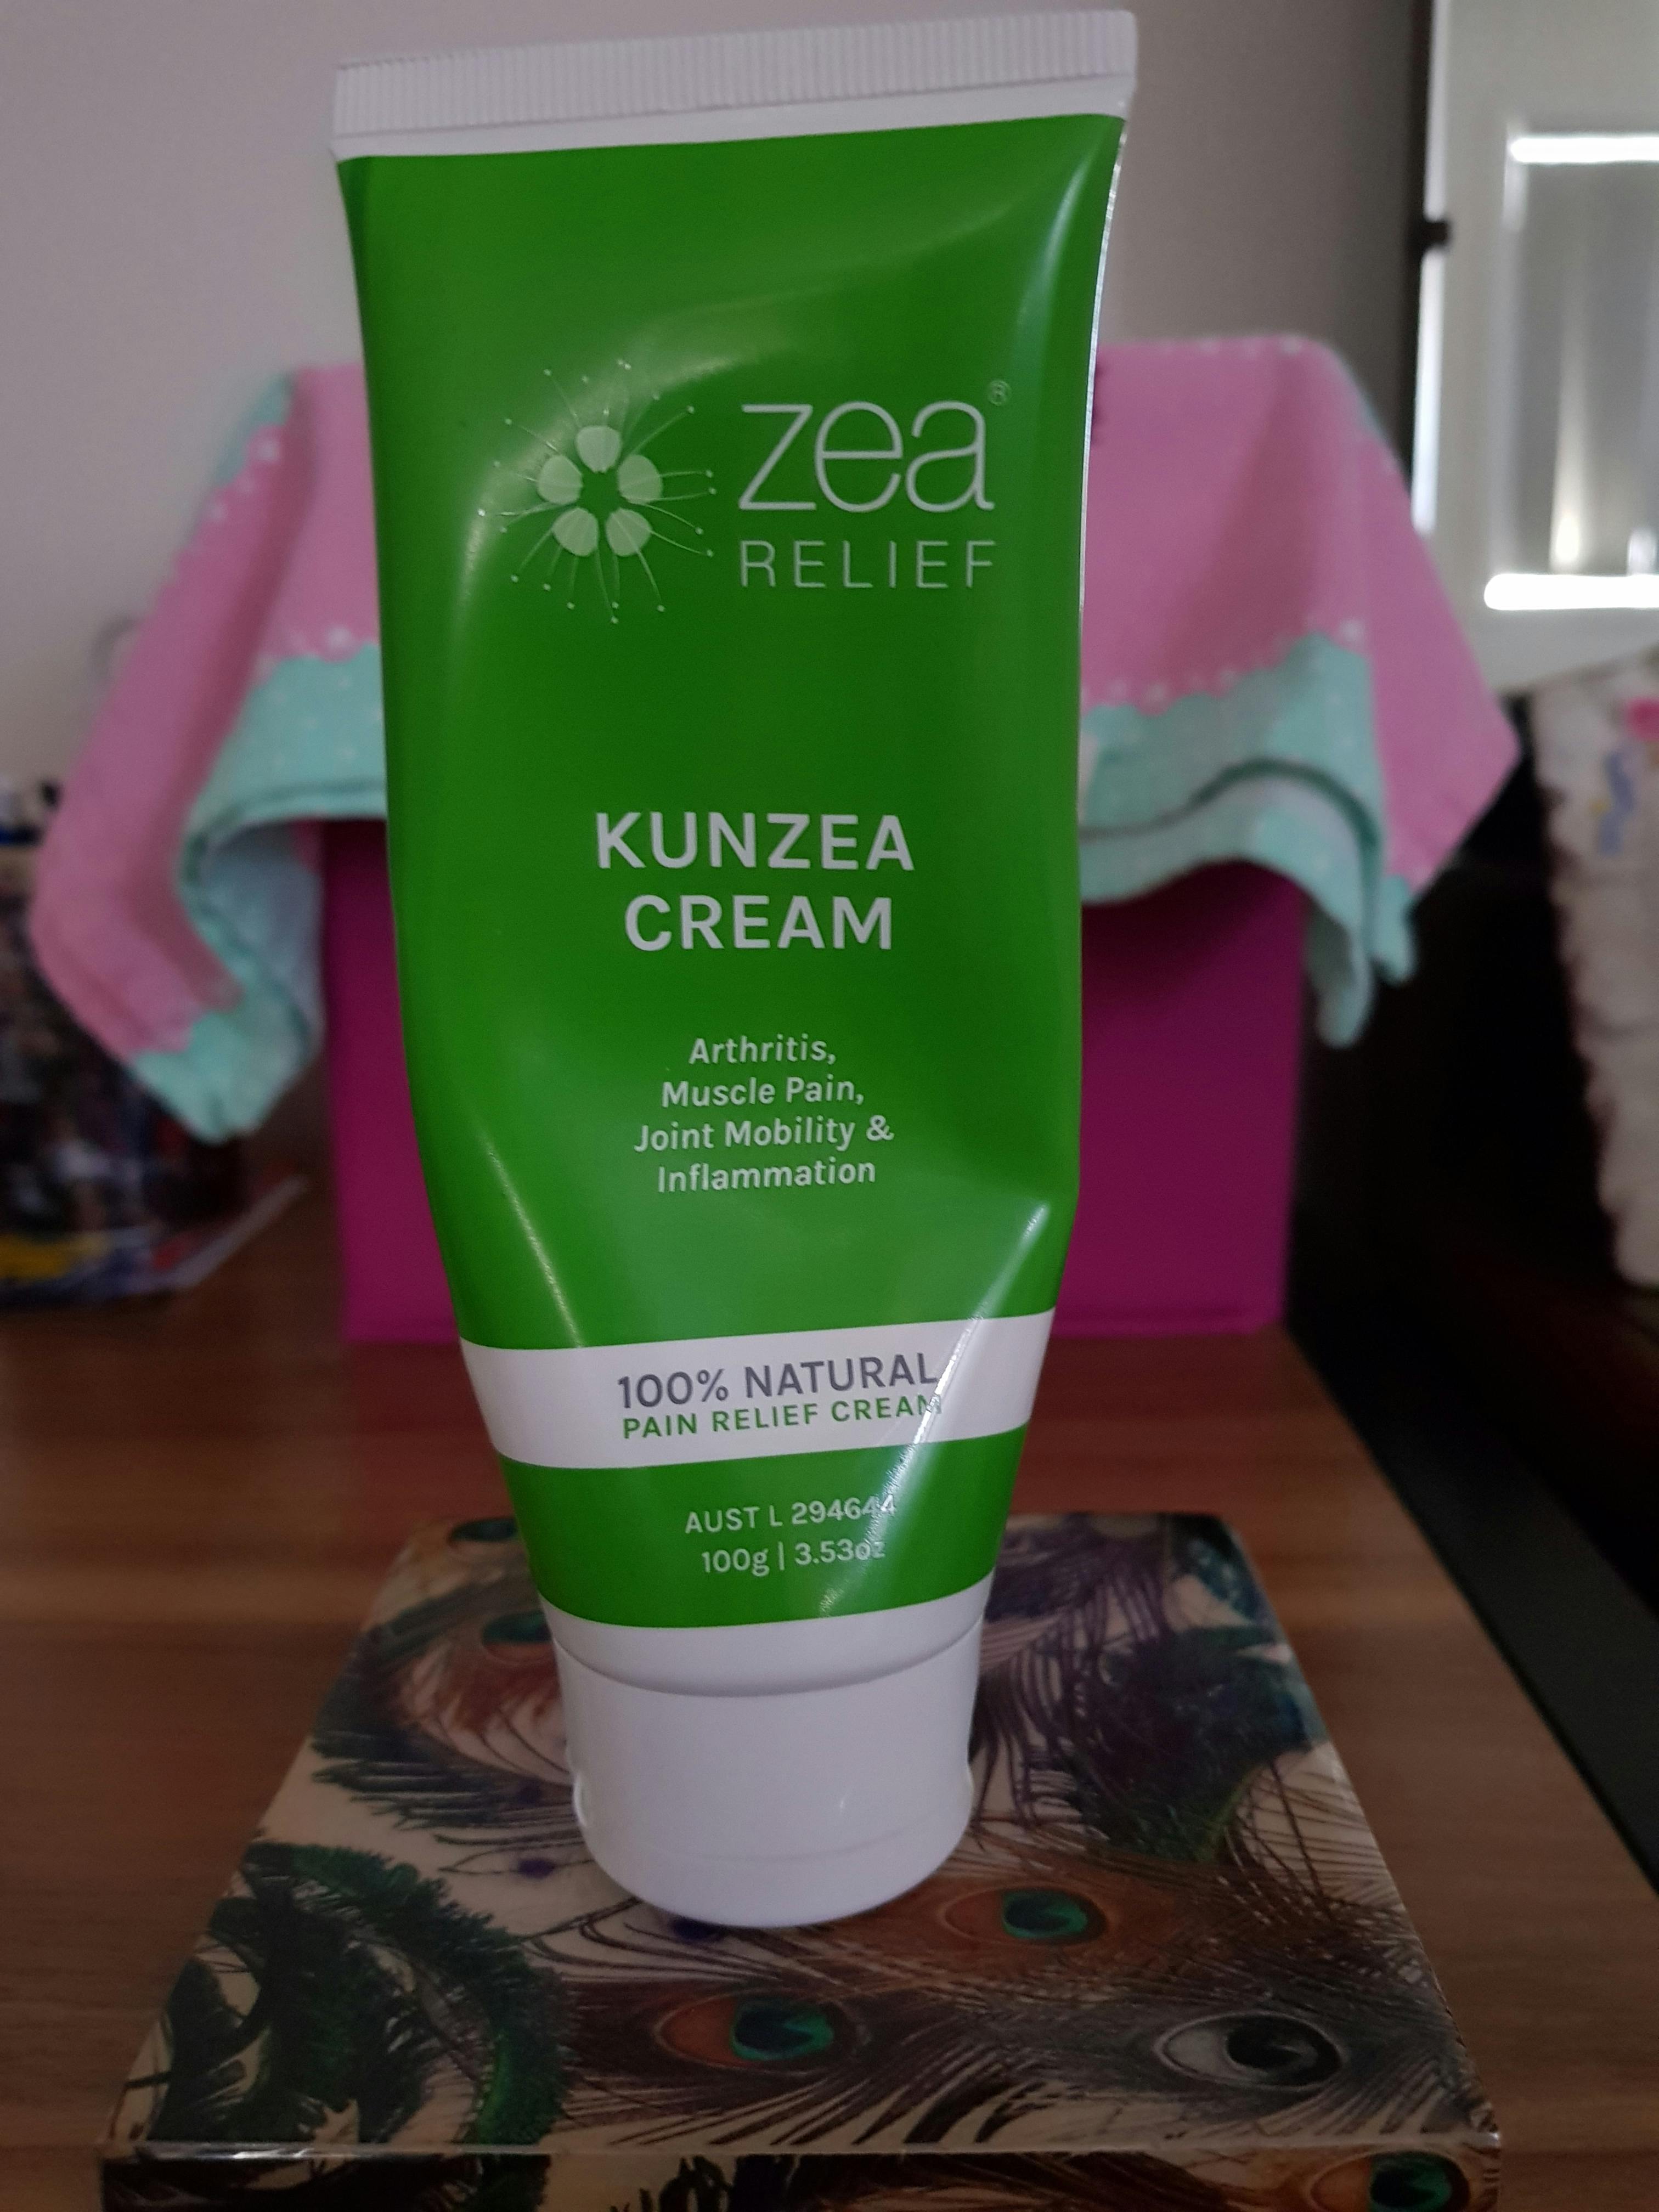 zea®
RELIEF
KUNZEA
CREAM
Arthritis,
Muscle Pain,
Joint Mobility &
Inflammation
100% NATURAL
PAIN RELIEF CREAM
AUST L 294644
100g | 3.53oz